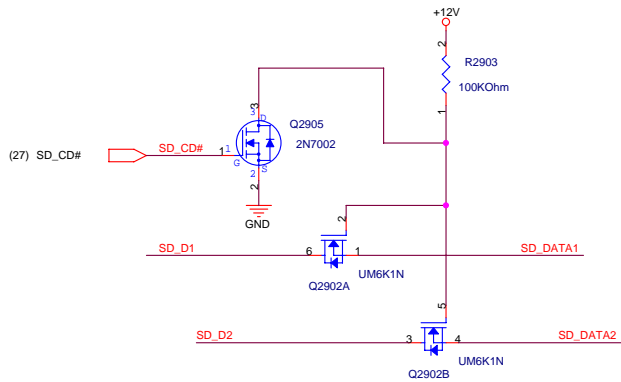 +12V
2
R2903
100KOhm
1
3
3 D
Q2905
2N7002
(27) SD_CD#
SD_CD#
1 1
G
2 S
2
GND
2
SD_D1
6
1
SD_DATA1
UM6K1N
Q2902A
5
SD_D2
3
4
SD_DATA2
UM6K1N
Q2902B